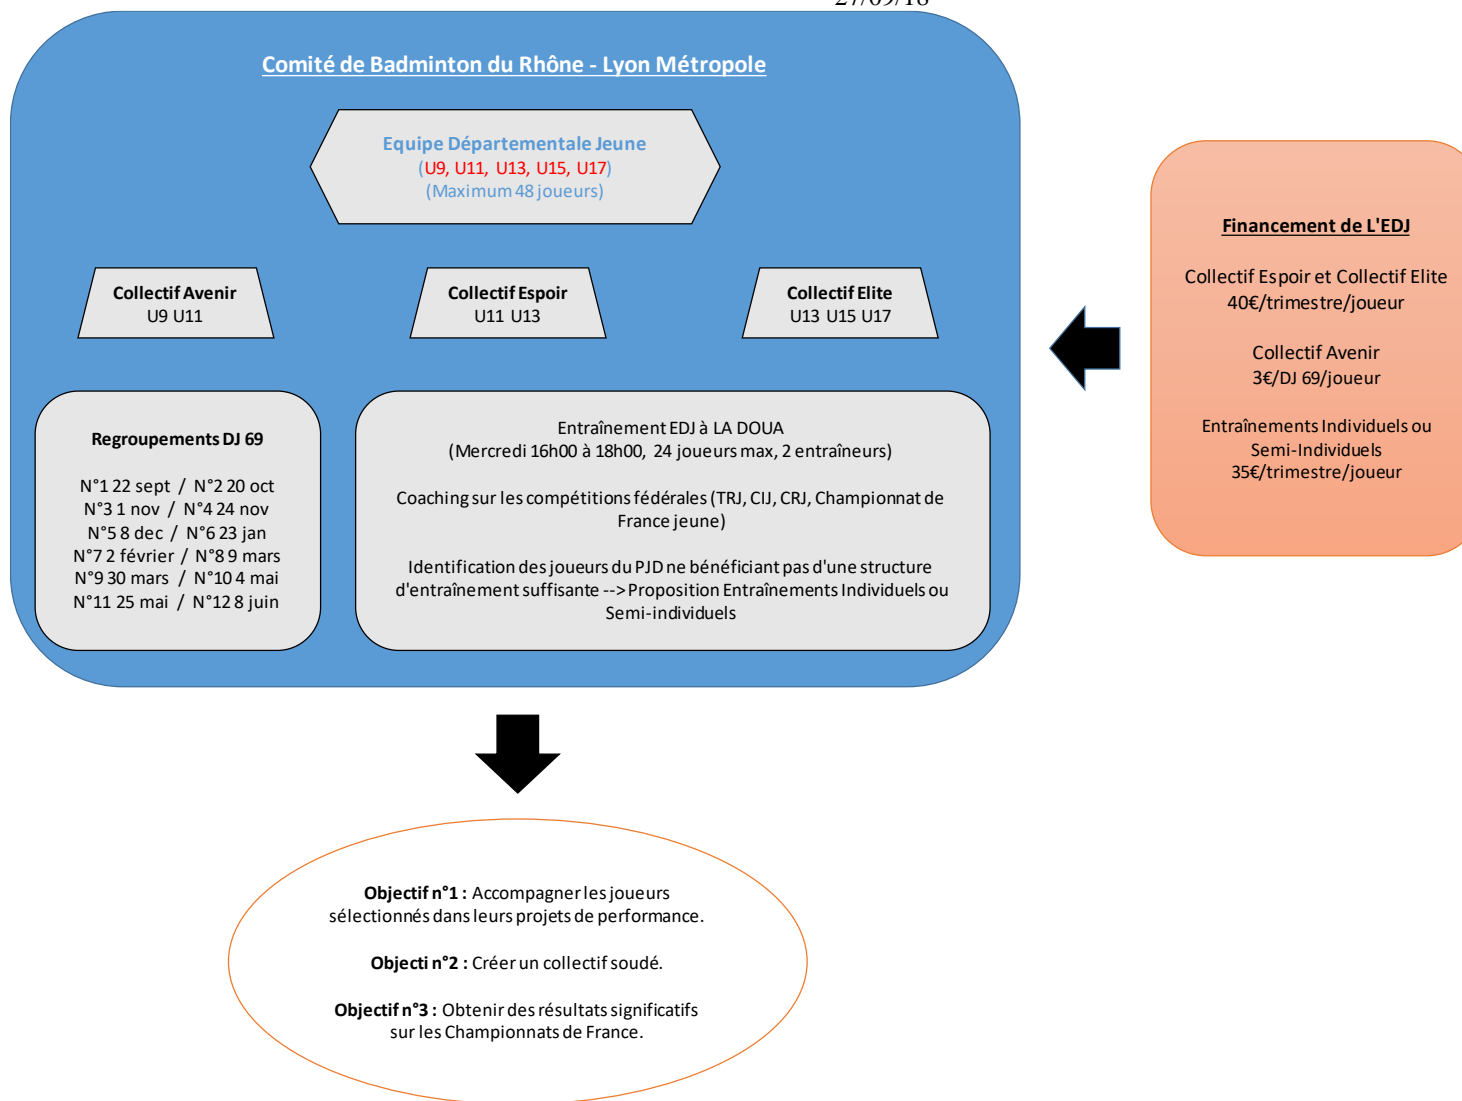 27/09/18
Comité de Badminton du Rhône - Lyon Métropole
Equipe Départementale Jeune
(U9, U11, U13, U15, U17)
(Maximum 48 joueurs)
Collectif Avenir
U9 U11
Collectif Espoir
U11 U13
Collectif Elite
U13 U15 U17
Regroupements DJ 69
N°1 22 sept / N°2 20 oct
N°3 1 nov / N°4 24 nov
N°5 8 dec / N°6 23 jan
N°7 2 février / N°8 9 mars
N°9 30 mars / N°10 4 mai
N°11 25 mai / N°12 8 juin
Entraînement EDJ à LA DOUA
(Mercredi 16h00 à 18h00, 24 joueurs max, 2 entraîneurs)
Coaching sur les compétitions fédérales (TRJ, CIJ, CRJ, Championnat de
France jeune)
Identification des joueurs du PJD ne bénéficiant pas d'une structure
d'entraînement suffisante --> Proposition Entraînements Individuels ou
Semi-individuels
Financement de L'EDJ
Collectif Espoir et Collectif Elite
40€/trimestre/joueur
Collectif Avenir
3€/DJ 69/joueur
Entraînements Individuels ou
Semi-Individuels
35€/trimestre/joueur
Objectif n°1 : Accompagner les joueurs
sélectionnés dans leurs projets de performance.
Objecti n°2 : Créer un collectif soudé.
Objectif n°3 : Obtenir des résultats significatifs
sur les Championnats de France.